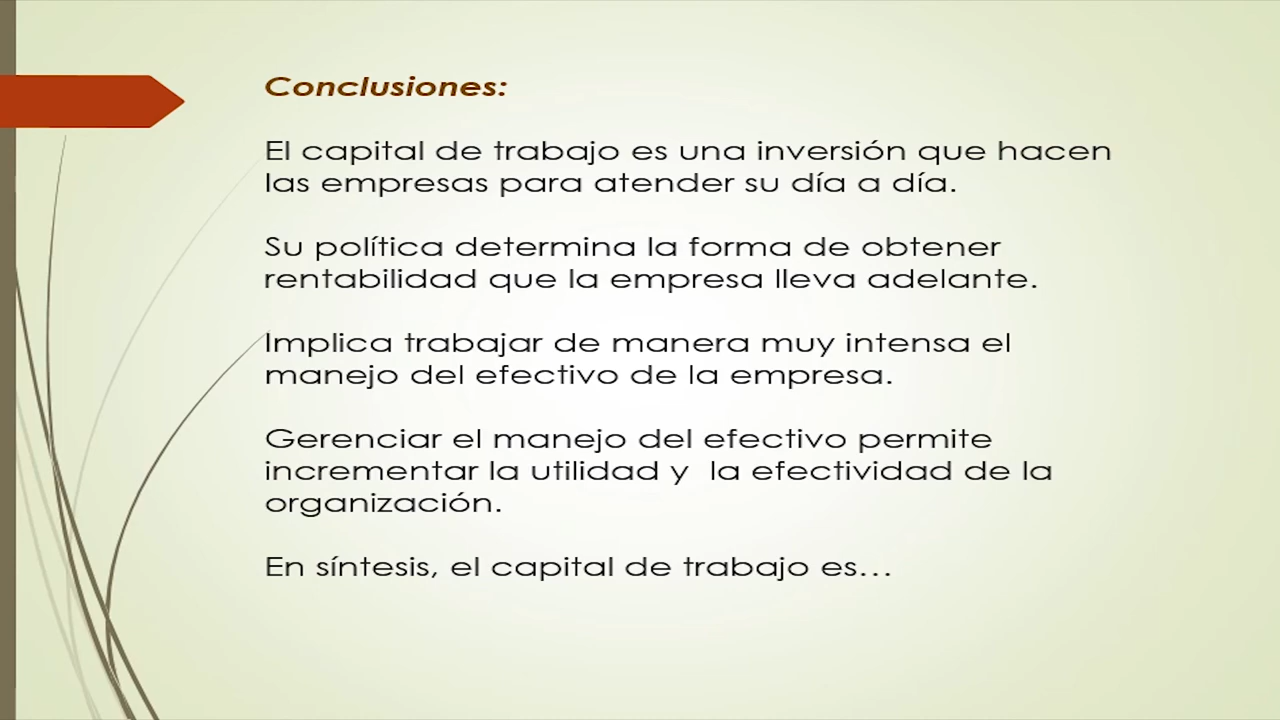 Conclusiones:
El capital de trabajo es una inversión que hacen
las empresas para atender su día a día.
Su política determina la forma de obtener
rentabilidad que la empresa lleva adelante.
Implica trabajar de manera muy intensa el
manejo del efectivo de la empresa.
Gerenciar el manejo del efectivo permite
incrementar la utilidad y  la efectividad de la
organización.
En síntesis, el capital de trabajo es...